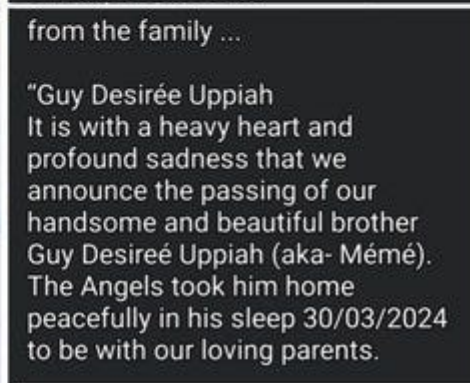 from the family ...
“Guy Desirée Uppiah
It is with a heavy heart and
profound sadness that we
announce the passing of our
handsome and beautiful brother
Guy Desireé Uppiah (aka- Mémé).
The Angels took him home
peacefully in his sleep 30/03/2024
to be with our loving parents.